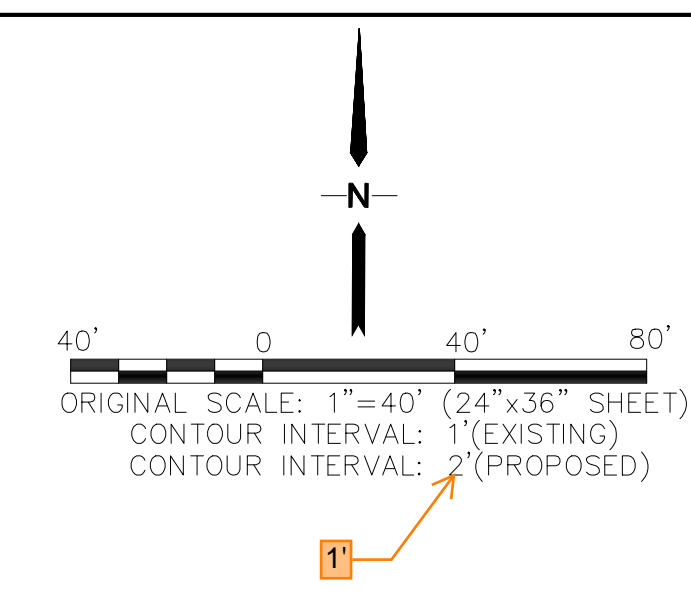 N
40' 0 40' 80'
ORIGINAL SCALE: 1"=40' (24"x36" SHEET)
CONTOUR INTERVAL: 1'(EXISTING)
CONTOUR INTERVAL: 2'(PROPOSED)
1'